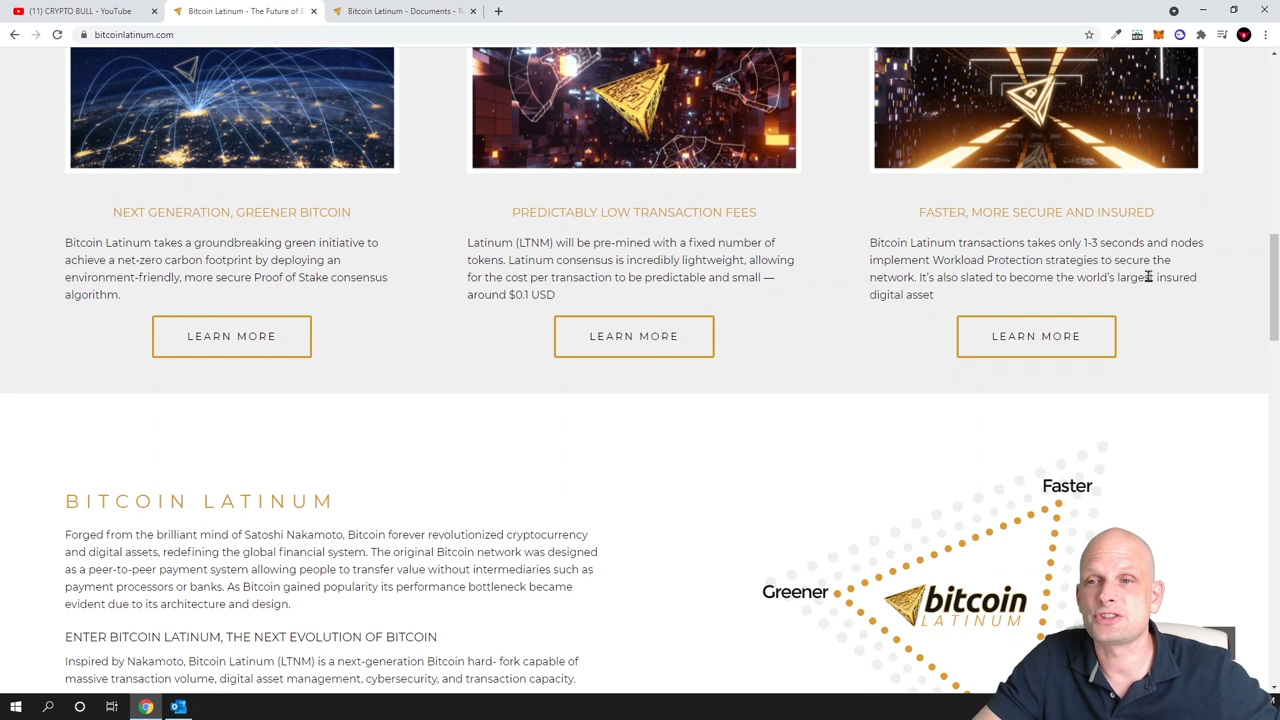 (11) CRYPTO BULL - YouTube
Bitcoin Latinum - The Future of B
Bitcoin Latinum - Documents - R
bitcoinlatinum.com
NEXT GENERATION, GREENER BITCOIN
Bitcoin Latinum takes a groundbreaking green initiative to
achieve a net-zero carbon footprint by deploying an
environment-friendly, more secure Proof of Stake consensus
algorithm.
LEARN MORE
PREDICTABLY LOW TRANSACTION FEES
Latinum (LTNM) will be pre-mined with a fixed number of
tokens. Latinum consensus is incredibly lightweight, allowing
for the cost per transaction to be predictable and small —
around $0.1 USD
LEARN MORE
FASTER, MORE SECURE AND INSURED
Bitcoin Latinum transactions takes only 1-3 seconds and nodes
implement Workload Protection strategies to secure the
network. It's also slated to become the world's largest insured
digital asset
LEARN MORE
BITCOIN LATINUM
Forged from the brilliant mind of Satoshi Nakamoto, Bitcoin forever revolutionized cryptocurrency
and digital assets, redefining the global financial system. The original Bitcoin network was designed
as a peer-to-peer payment system allowing people to transfer value without intermediaries such as
payment processors or banks. As Bitcoin gained popularity its performance bottleneck became
evident due to its architecture and design.
ENTER BITCOIN LATINUM, THE NEXT EVOLUTION OF BITCOIN
Inspired by Nakamoto, Bitcoin Latinum (LTNM) is a next-generation Bitcoin hard- fork capable of
massive transaction volume, digital asset management, cybersecurity, and transaction capacity.
Faster
Greener
bitcoin
LATINUM